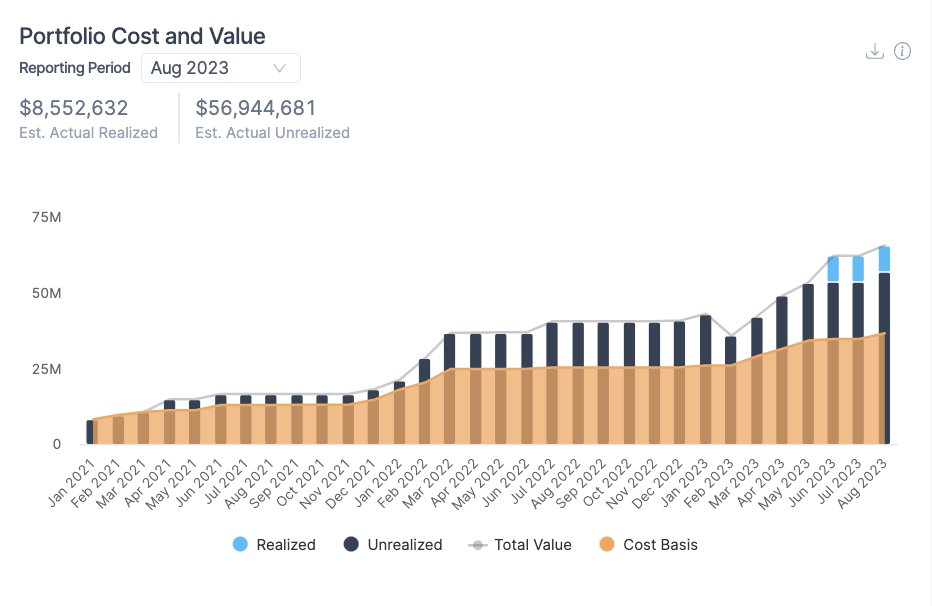 Portfolio Cost and Value
Reporting Period Aug 2023
$8,552,632 $56,944,681
Est. Actual Realized Est. Actual Unrealized
75M
50M
25M
0
Jan 2021 Feb 2021 Mar 2021 Apr 2021 May 2021 Jun 2021 Jul 2021 Aug 2021 Sep 2021 Oct 2021 Nov 2021 Dec 2021 Jan 2022 Feb 2022 Mar 2022 Apr 2022 May 2022 Jun 2022 Jul 2022 Aug 2022 Sep 2022 Oct 2022 Nov 2022 Dec 2022 Jan 2023 Feb 2023 Mar 2023 Apr 2023 May 2023 Jun 2023 Jul 2023 Aug 2023
Realized Unrealized Total Value Cost Basis